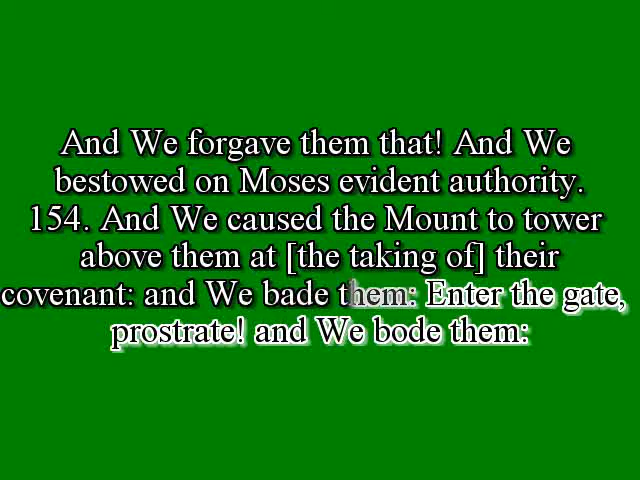 And We forgave them that! And We
bestowed on Moses evident authority.
154. And We caused the Mount to tower
above them at [the taking of] their
covenant: and We bade them: Enter the gate,
prostrate! and We bode them: